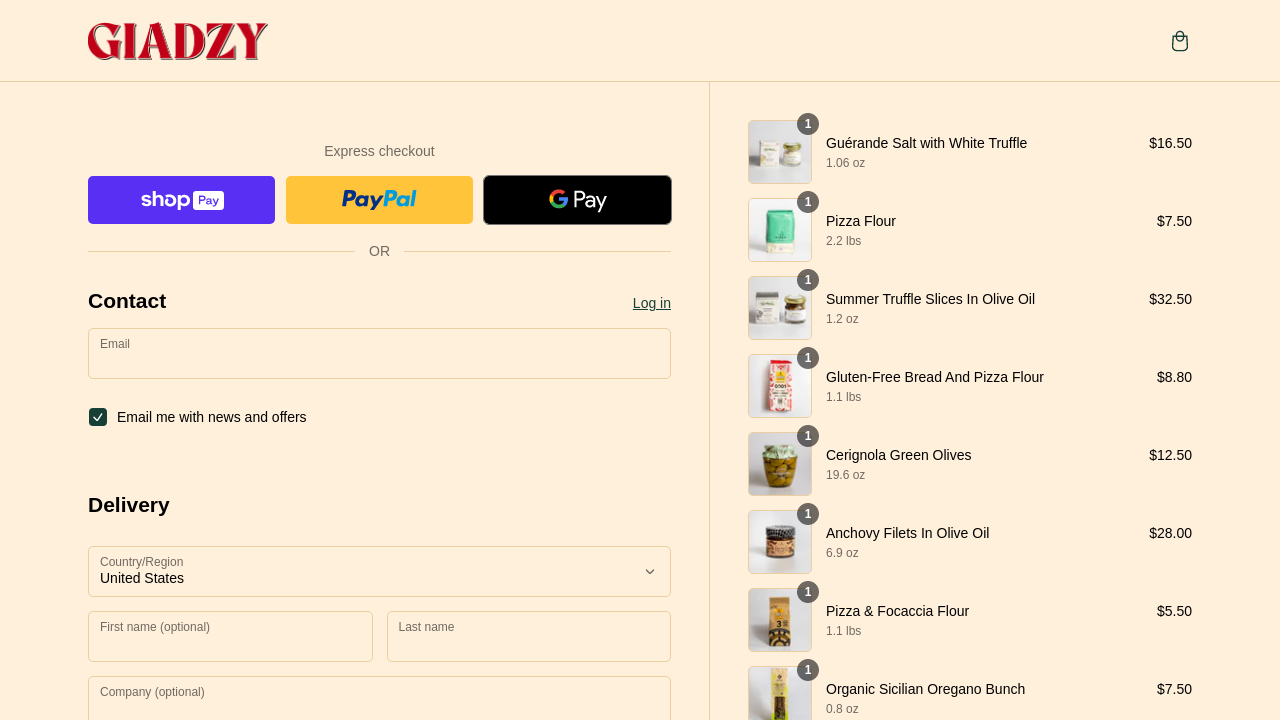 GIADZY
Express checkout
shop Pay
PayPal
G Pay
OR
Contact
Log in
Email
Email me with news and offers
Delivery
Country/Region
United States
First name (optional)
Last name
Company (optional)
1
Guérande Salt with White Truffle
$16.50
1.06 oz
1
Pizza Flour
$7.50
2.2 lbs
1
Summer Truffle Slices In Olive Oil
$32.50
1.2 oz
1
Gluten-Free Bread And Pizza Flour
$8.80
1.1 lbs
1
Cerignola Green Olives
$12.50
19.6 oz
1
Anchovy Filets In Olive Oil
$28.00
6.9 oz
1
Pizza & Focaccia Flour
$5.50
1.1 lbs
1
Organic Sicilian Oregano Bunch
$7.50
0.8 oz